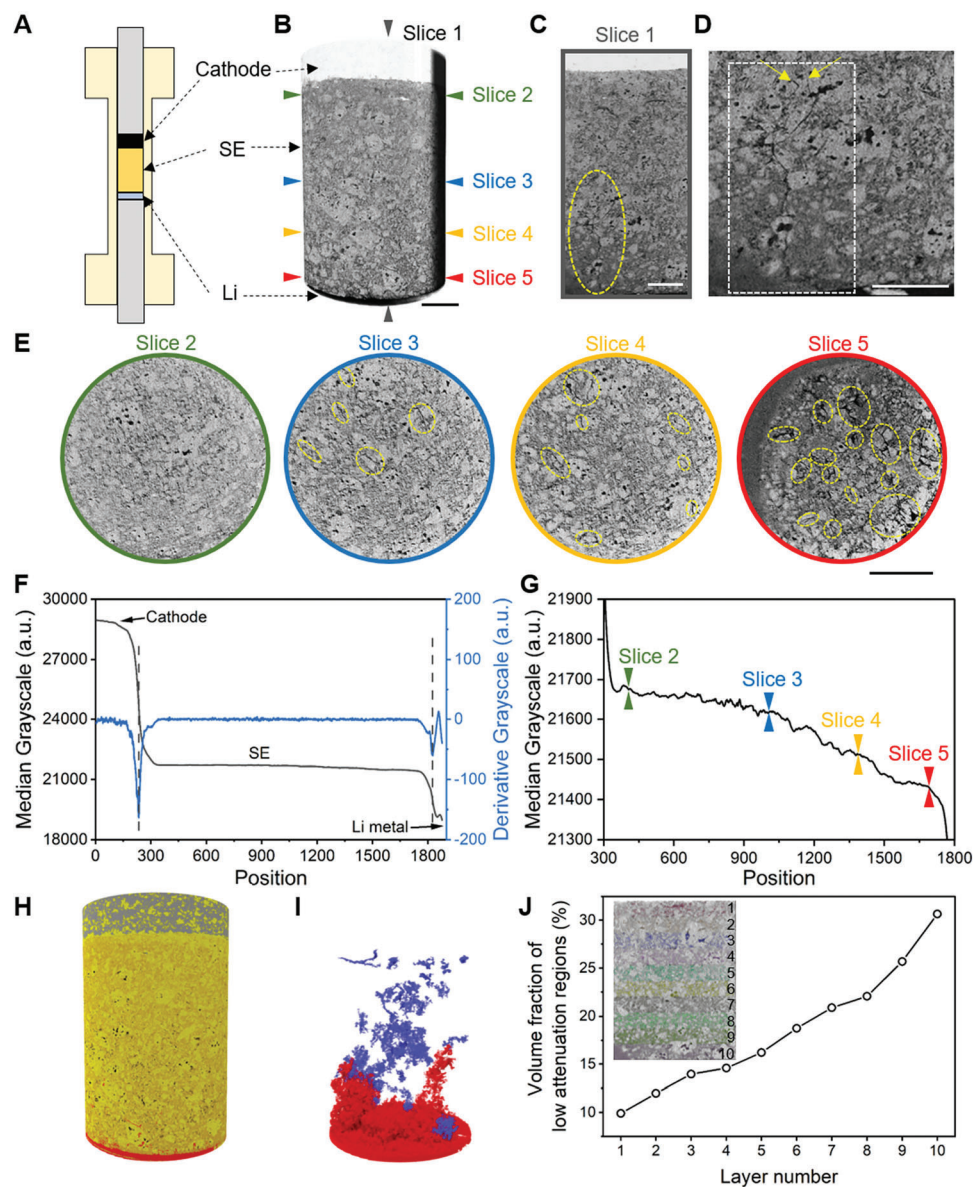 A
Cathode
SE
Li
B
Slice 1
Slice 2
Slice 3
Slice 4
Slice 5
C
Slice 1
D
E
Slice 2
Slice 3
Slice 4
Slice 5
F
Median Grayscale (a.u.)
30000
27000
24000
21000
18000
Cathode
SE
Li metal
200
100
0
-100
-200
Derivative Grayscale (a.u.)
0 300 600 900 1200 1500 1800
Position
G
Median Grayscale (a.u.)
21900
21800
21700
21600
21500
21400
21300
Slice 2
Slice 3
Slice 4
Slice 5
300 600 900 1200 1500 1800
Position
H
I
J
Volume fraction of
low attenuation regions (%)
30
25
20
15
10
1
2
3
4
5
6
7
8
9
10
1 2 3 4 5 6 7 8 9 10
Layer number